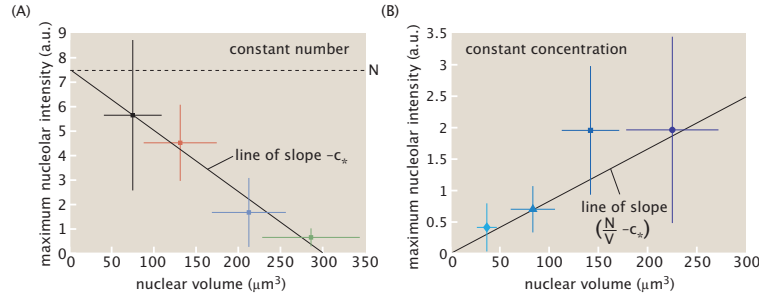 (A)
maximum nucleolar intensity (a.u.)
9
8
7
6
5
4
3
2
1
0
constant number
N
line of slope –c*
0 50 100 150 200 250 300 350
nuclear volume (μm³)
(B)
maximum nucleolar intensity (a.u.)
3.5
3
2.5
2
1.5
1
0.5
0
constant concentration
line of slope
(N/V –c*)
0 50 100 150 200 250 300
nuclear volume (μm³)